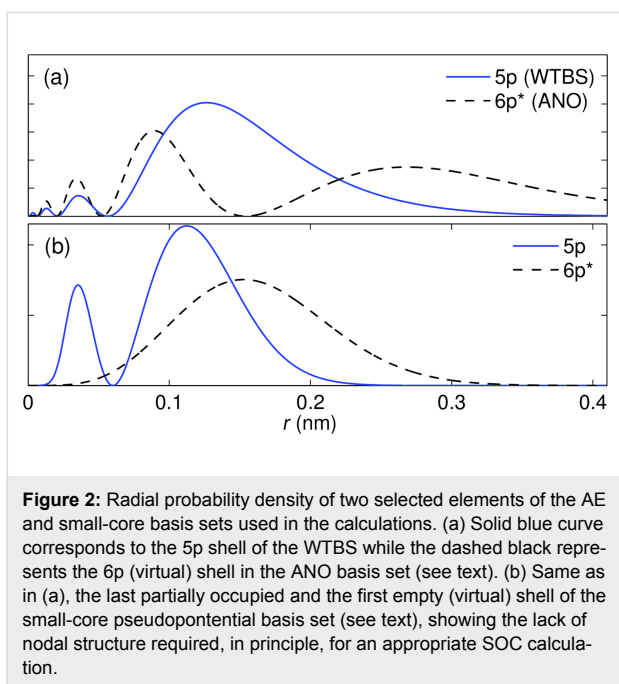 (a)
5p (WTBS)
6p* (ANO)
(b)
5p
6p*
0 0.1 0.2 0.3 0.4
r (nm)
Figure 2: Radial probability density of two selected elements of the AE
and small-core basis sets used in the calculations. (a) Solid blue curve
corresponds to the 5p shell of the WTBS while the dashed black repre-
sents the 6p (virtual) shell in the ANO basis set (see text). (b) Same as
in (a), the last partially occupied and the first empty (virtual) shell of the
small-core pseudopotential basis set (see text), showing the lack of
nodal structure required, in principle, for an appropriate SOC calcula-
tion.